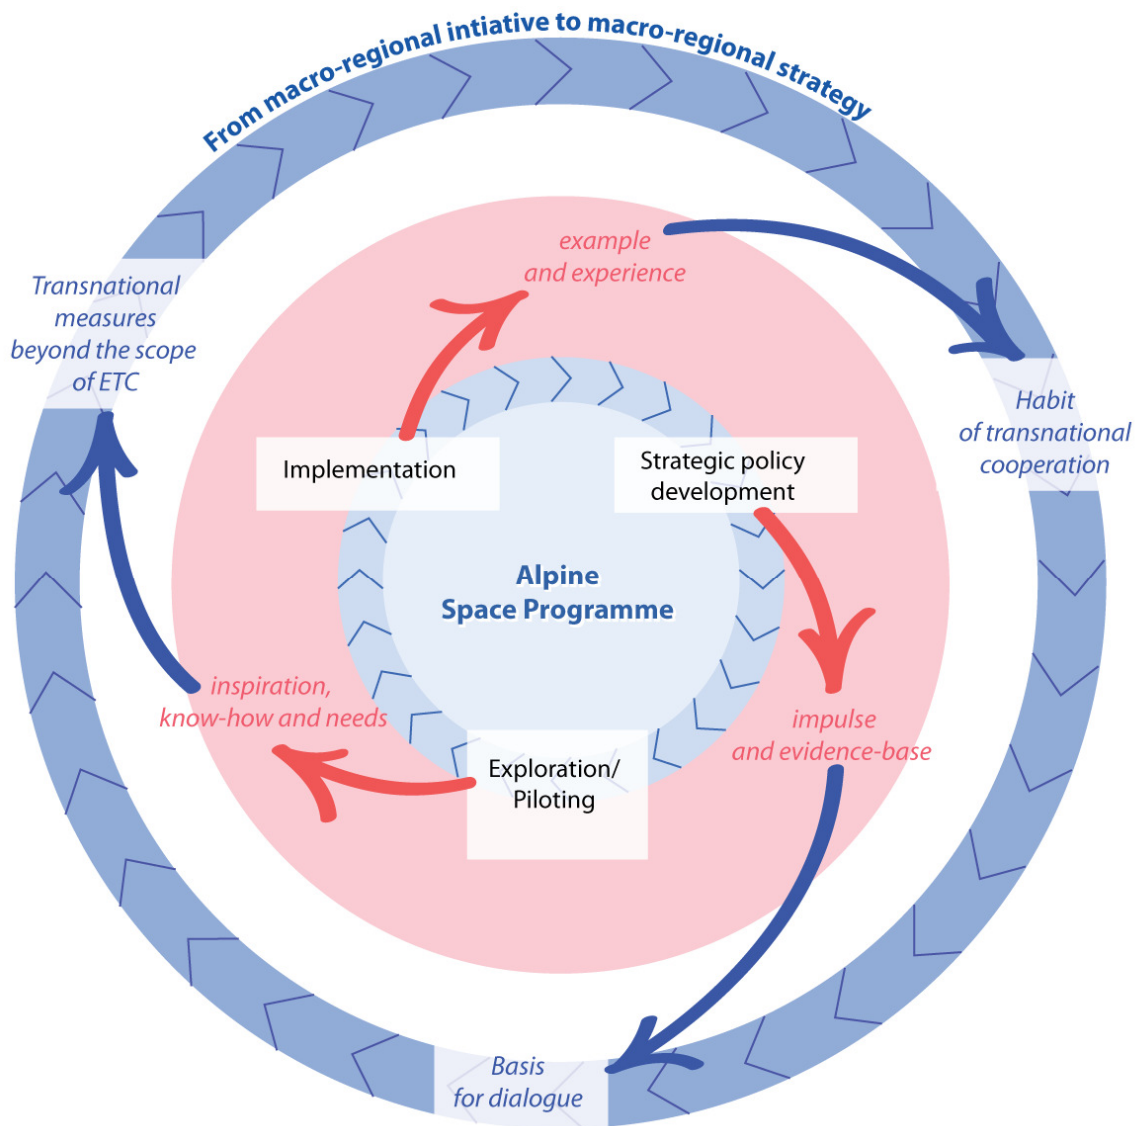 From macro-regional intiative to macro-regional strategy
example
and experience
Transnational
measures
beyond the scope
of ETC
Habit
of transnational
cooperation
Implementation
Strategic policy
development
Alpine
Space Programme
inspiration,
know-how and needs
impulse
and evidence-base
Exploration/
Piloting
Basis
for dialogue